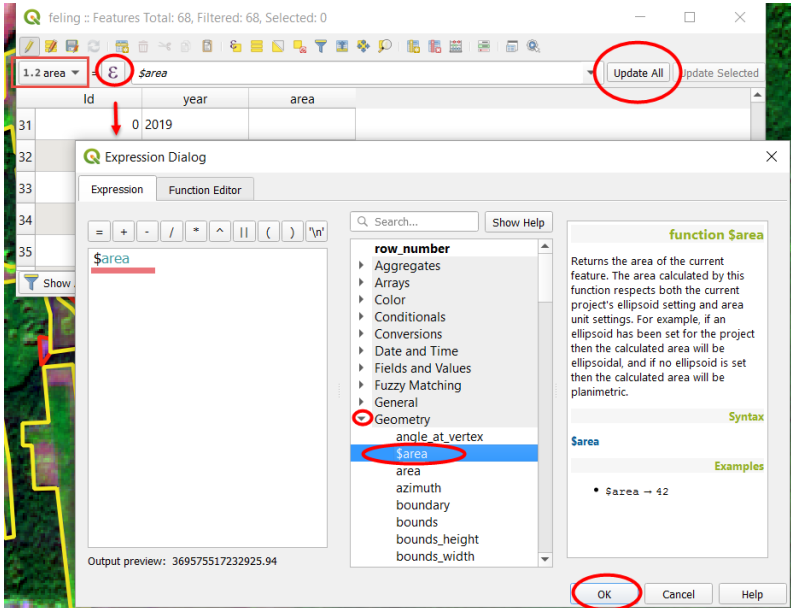 feling :: Features Total: 68, Filtered: 68, Selected: 0
1.2 area = ε $area Update All Update Selected
Id year area
31 0 2019
32
33
34
35
Show
Expression Dialog
Expression Function Editor
= + - / * ^ || ( ) '\n'
$area
Output preview: 369575517232925.94
Search... Show Help
row_number
Aggregates
Arrays
Color
Conditionals
Conversions
Date and Time
Fields and Values
Fuzzy Matching
General
Geometry
angle_at_vertex
$area
area
azimuth
boundary
bounds
bounds_height
bounds_width
function $area
Returns the area of the current
feature. The area calculated by this
function respects both the current
project's ellipsoid setting and area
unit settings. For example, if an
ellipsoid has been set for the project
then the calculated area will be
ellipsoidal, and if no ellipsoid is set
then the calculated area will be
planimetric.
Syntax
$area
Examples
• $area → 42
OK Cancel Help